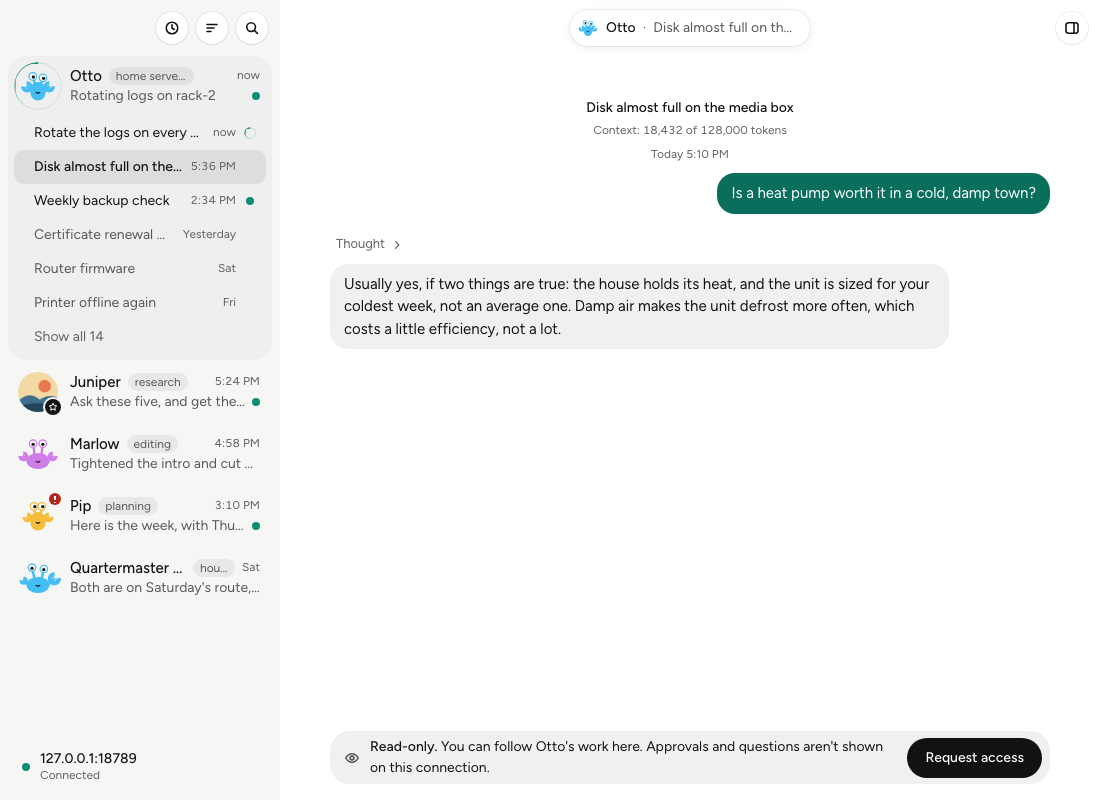 Otto home serve... now
Rotating logs on rack-2
Rotate the logs on every ... now
Disk almost full on the... 5:36 PM
Weekly backup check 2:34 PM
Certificate renewal ... Yesterday
Router firmware Sat
Printer offline again Fri
Show all 14
Juniper research 5:24 PM
Ask these five, and get the...
Marlow editing 4:58 PM
Tightened the intro and cut ...
Pip planning 3:10 PM
Here is the week, with Thu...
Quartermaster ... hou... Sat
Both are on Saturday's route,...
127.0.0.1:18789
Connected
Otto · Disk almost full on th...
Disk almost full on the media box
Context: 18,432 of 128,000 tokens
Today 5:10 PM
Is a heat pump worth it in a cold, damp town?
Thought
Usually yes, if two things are true: the house holds its heat, and the unit is sized for your
coldest week, not an average one. Damp air makes the unit defrost more often, which
costs a little efficiency, not a lot.
Read-only. You can follow Otto's work here. Approvals and questions aren't shown
on this connection.
Request access